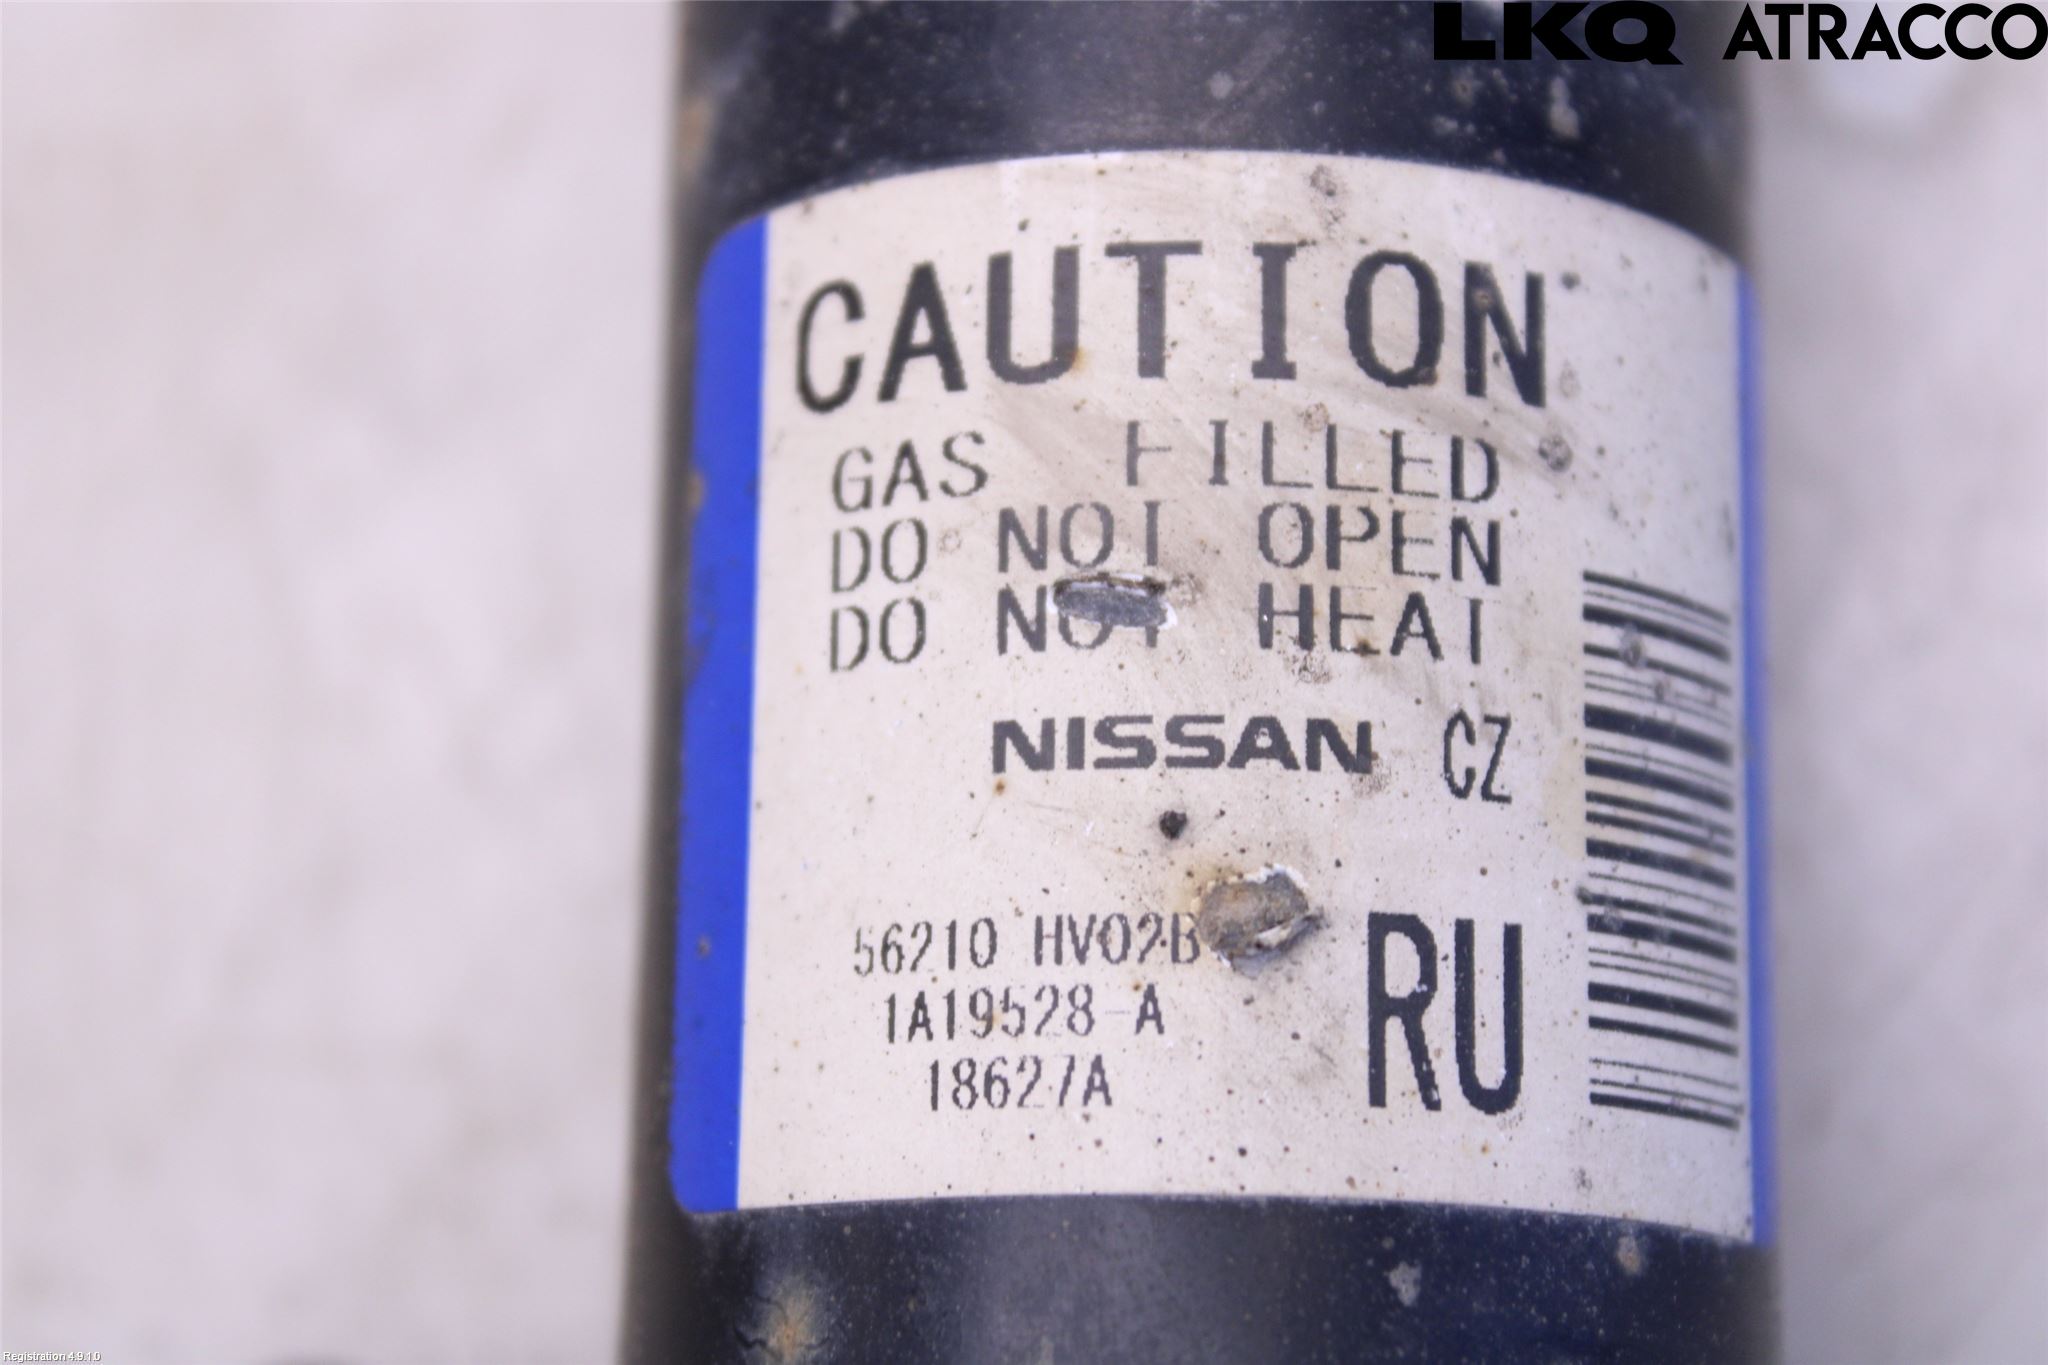 LKQ ATRACCO
CAUTION
GAS FILLED
DO NOT OPEN
DO NOT HEAT
NISSAN CZ
56210 HV02B
1A19528-A
18627A
RU
Registration 4.9.1.0